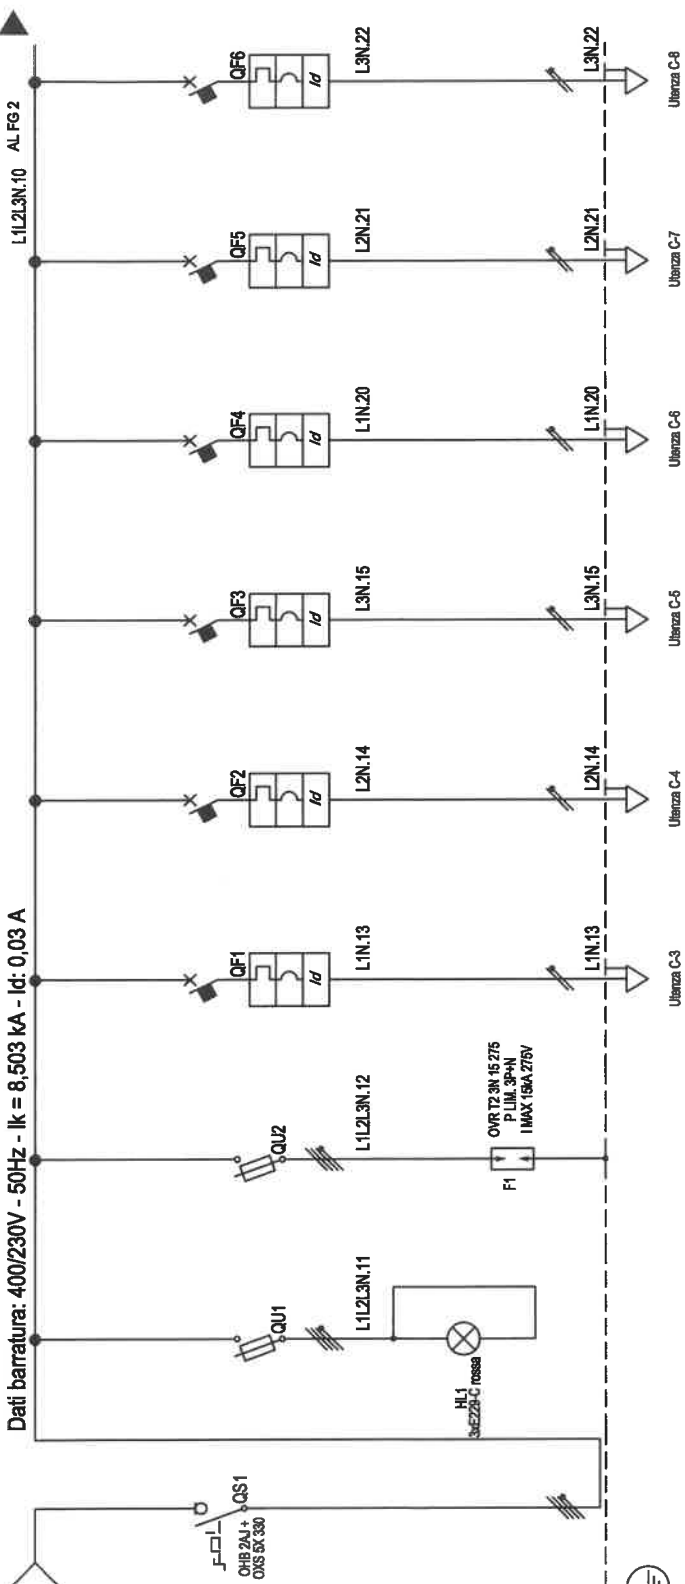 Dati barratura: 400/230V - 50Hz - Ik = 8,503 kA - Id: 0,03 A
L1L2L3N.10 AL FG 2
QS1
OHB 2AJ +
OXS 5X 330
QU1
L1L2L3N.11
HL1
3xE229-C rossa
QU2
L1L2L3N.12
F1
OVR T2 3N 15 275
P LIM. 3P+N
I MAX 15kA 275V
QF1
Id
L1N.13
L1N.13
Utenza C-3
QF2
Id
L2N.14
L2N.14
Utenza C-4
QF3
Id
L3N.15
L3N.15
Utenza C-5
QF4
Id
L1N.20
L1N.20
Utenza C-6
QF5
Id
L2N.21
L2N.21
Utenza C-7
QF6
Id
L3N.22
L3N.22
Utenza C-8